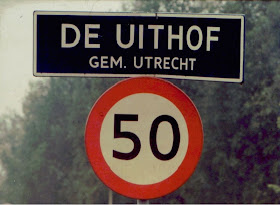 DE UITHOF
GEM. UTRECHT
50